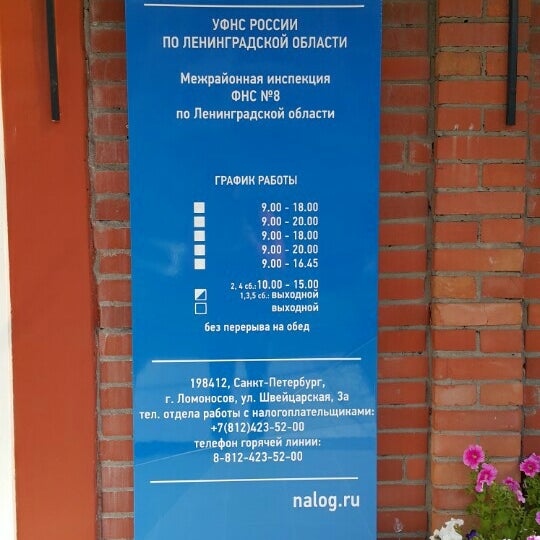 УФНС РОССИИ
ПО ЛЕНИНГРАДСКОЙ ОБЛАСТИ
Межрайонная инспекция
ФНС №8
по Ленинградской области
ГРАФИК РАБОТЫ
9.00 - 18.00
9.00 - 20.00
9.00 - 18.00
9.00 - 20.00
9.00 - 16.45
2, 4 сб.: 10.00 - 15.00
1,3,5 сб.: выходной
выходной
без перерыва на обед
198412, Санкт-Петербург,
г. Ломоносов, ул. Швейцарская, 3а
тел. отдела работы с налогоплательщиками:
+7(812)423-52-00
телефон горячей линии:
8-812-423-52-00
nalog.ru